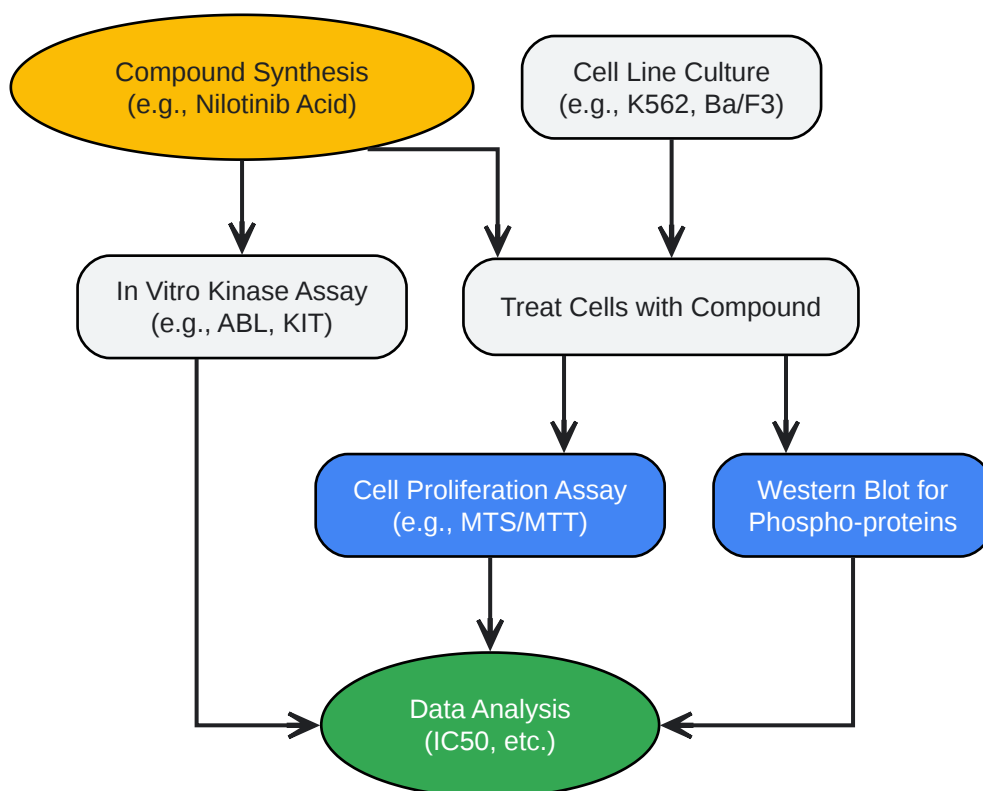 Compound Synthesis
(e.g., Nilotinib Acid)
Cell Line Culture
(e.g., K562, Ba/F3)
In Vitro Kinase Assay
(e.g., ABL, KIT)
Treat Cells with Compound
Cell Proliferation Assay
(e.g., MTS/MTT)
Western Blot for
Phospho-proteins
Data Analysis
(IC50, etc.)